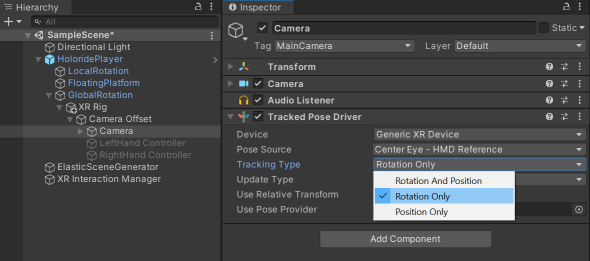 Hierarchy
All
SampleScene*
Directional Light
HoloridePlayer
LocalRotation
FloatingPlatform
GlobalRotation
XR Rig
Camera Offset
Camera
LeftHand Controller
RightHand Controller
ElasticSceneGenerator
XR Interaction Manager
Inspector
Camera Static
Tag MainCamera Layer Default
Transform
Camera
Audio Listener
Tracked Pose Driver
Device Generic XR Device
Pose Source Center Eye - HMD Reference
Tracking Type Rotation Only
Update Type
Rotation And Position
Use Relative Transform
Rotation Only
Use Pose Provider
Position Only
Add Component